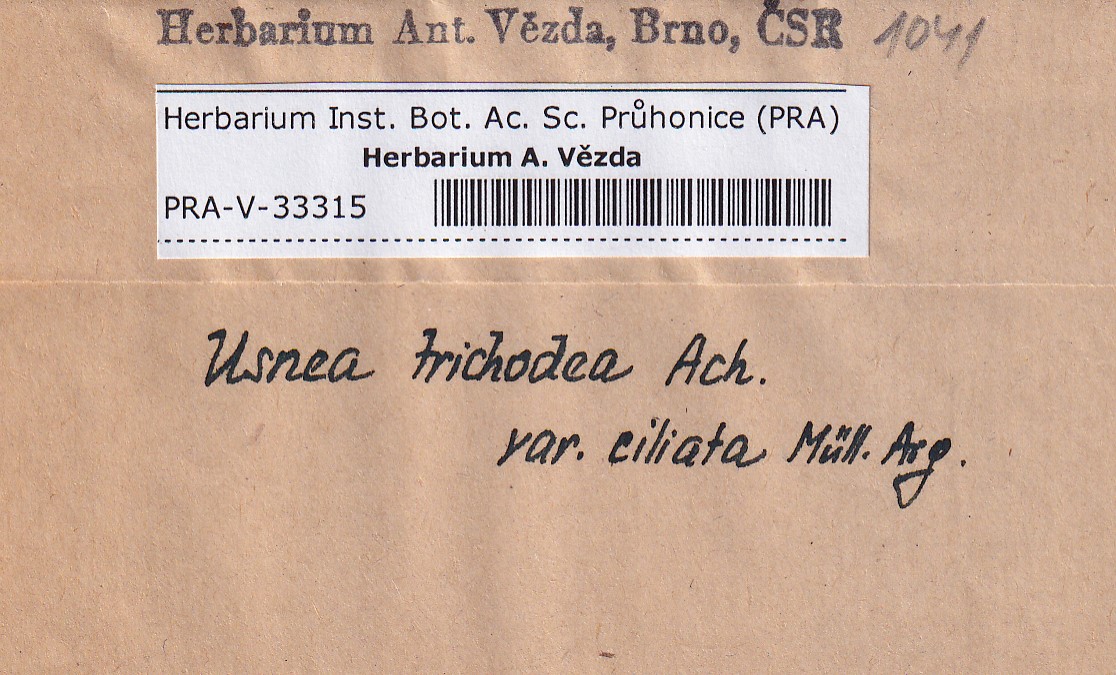 Herbarium Ant. Vězda, Brno, ČSR 1041
Herbarium Inst. Bot. Ac. Sc. Průhonice (PRA)
Herbarium A. Vězda
PRA-V-33315
Usnea trichodea Ach.
var. ciliata Müll. Arg.